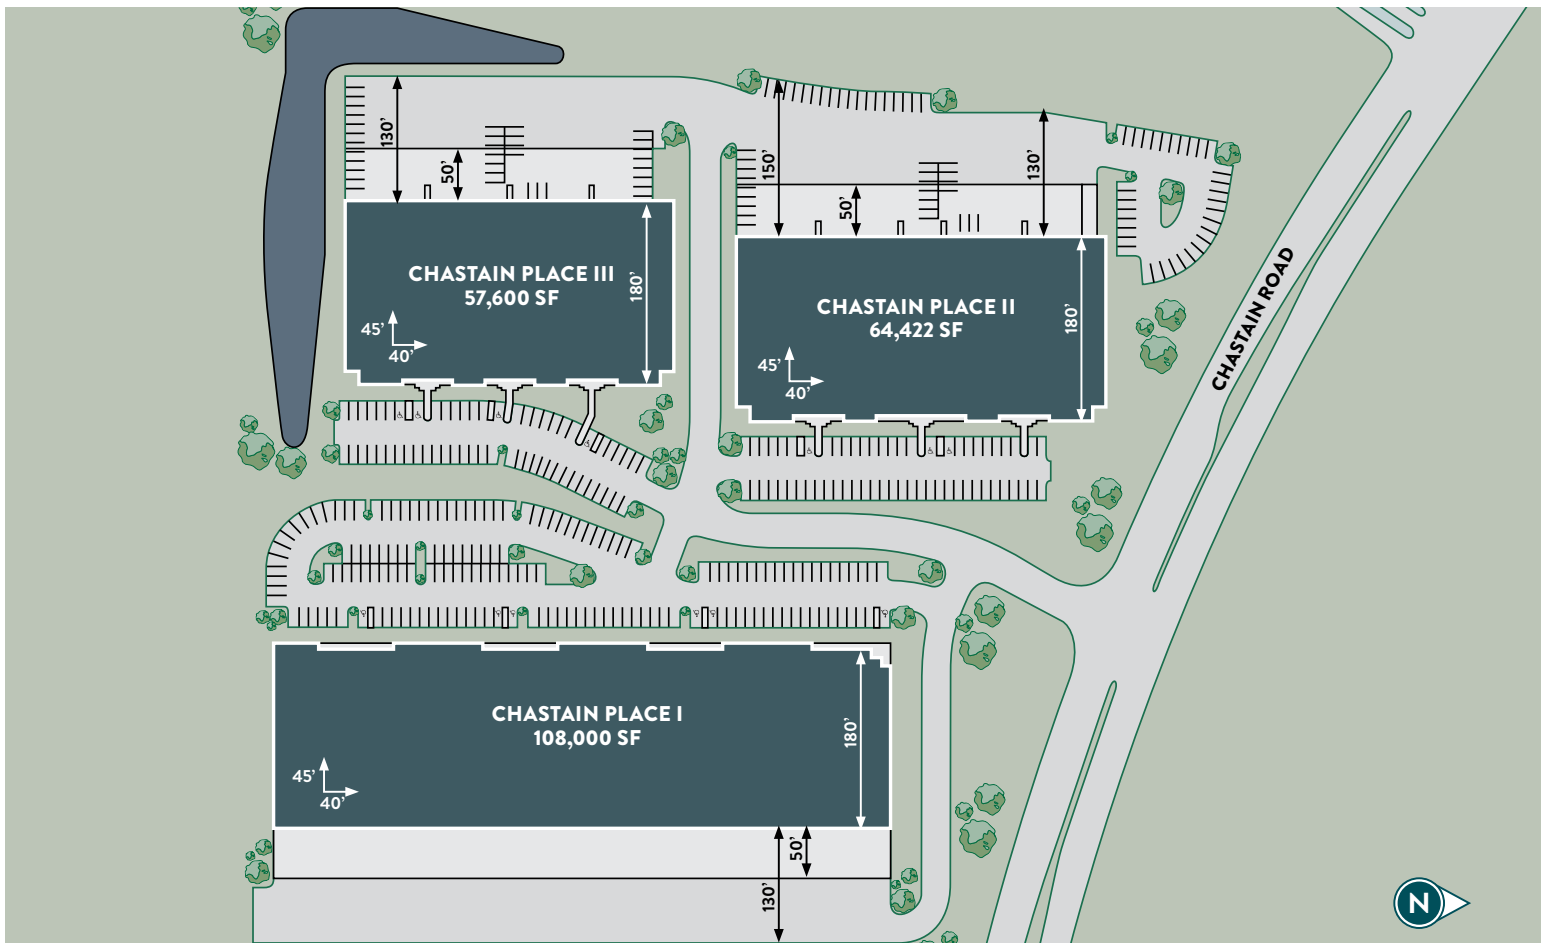 130’
50’
150’
130’
50’
CHASTAIN PLACE III
57,600 SF
180’
45’
40’
CHASTAIN PLACE II
64,422 SF
180’
45’
40’
CHASTAIN ROAD
CHASTAIN PLACE I
108,000 SF
180’
45’
40’
50’
130’
N